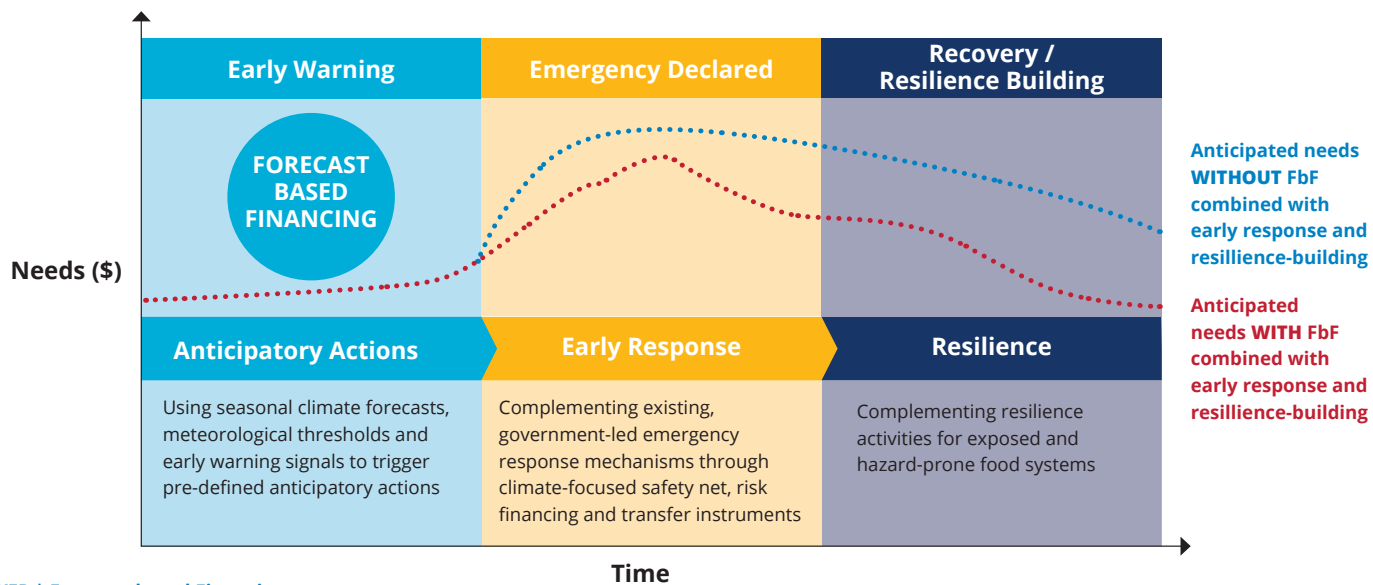 Early Warning
Emergency Declared
Recovery /
Resilience Building
FORECAST
BASED
FINANCING
Needs ($)
Anticipated needs
WITHOUT FbF
combined with
early response and
resillience-building
Anticipated
needs WITH FbF
combined with
early response and
resillience-building
Anticipatory Actions
Early Response
Resilience
Using seasonal climate forecasts,
meteorological thresholds and
early warning signals to trigger
pre-defined anticipatory actions
Complementing existing,
government-led emergency
response mechanisms through
climate-focused safety net, risk
financing and transfer instruments
Complementing resilience
activities for exposed and
hazard-prone food systems
Time